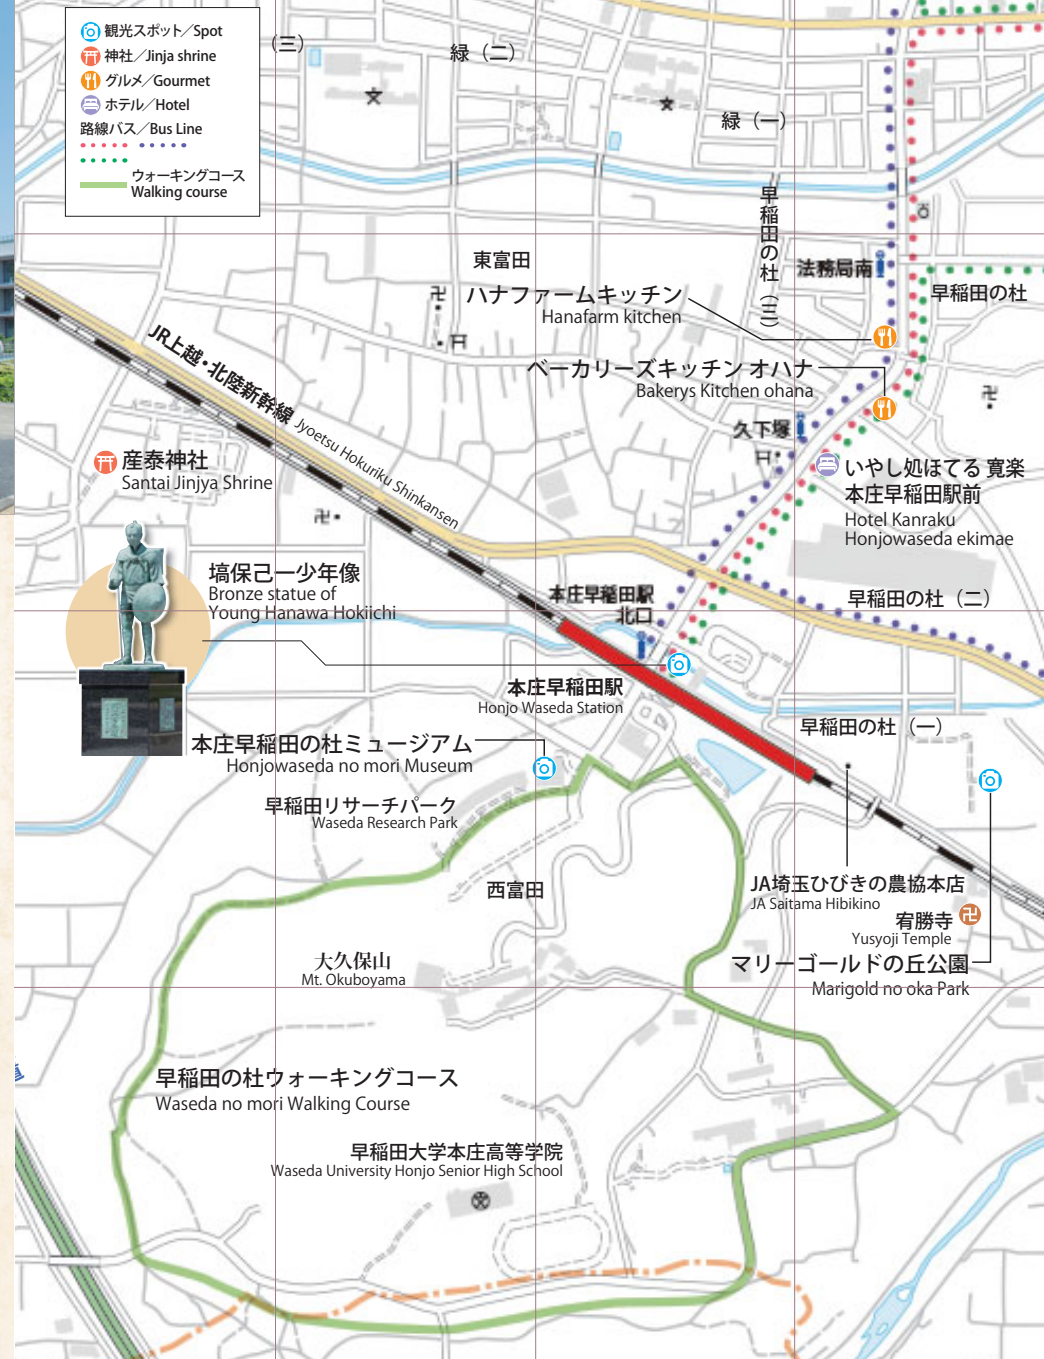 観光スポット／Spot
神社／Jinja shrine
グルメ／Gourmet
ホテル／Hotel
路線バス／Bus Line
ウォーキングコース
Walking course
（三）
緑（二）
緑（一）
早稲田の杜（三）
東富田
法務局南
早稲田の杜
ハナファームキッチン
Hanafarm kitchen
ベーカリーズキッチン オハナ
Bakerys Kitchen ohana
久下塚
JR上越・北陸新幹線 Jyoetsu Hokuriku Shinkansen
産泰神社
Santai Jinjya Shrine
いやし処ほてる 寛楽
本庄早稲田駅前
Hotel Kanraku
Honjowaseda ekimae
塙保己一少年像
Bronze statue of
Young Hanawa Hokiichi
本庄早稲田駅
北口
早稲田の杜（二）
本庄早稲田駅
Honjo Waseda Station
早稲田の杜（一）
本庄早稲田の杜ミュージアム
Honjowaseda no mori Museum
早稲田リサーチパーク
Waseda Research Park
西富田
JA埼玉ひびきの農協本店
JA Saitama Hibikino
宥勝寺
Yusyoji Temple
マリーゴールドの丘公園
Marigold no oka Park
大久保山
Mt. Okuboyama
早稲田の杜ウォーキングコース
Waseda no mori Walking Course
早稲田大学本庄高等学院
Waseda University Honjo Senior High School